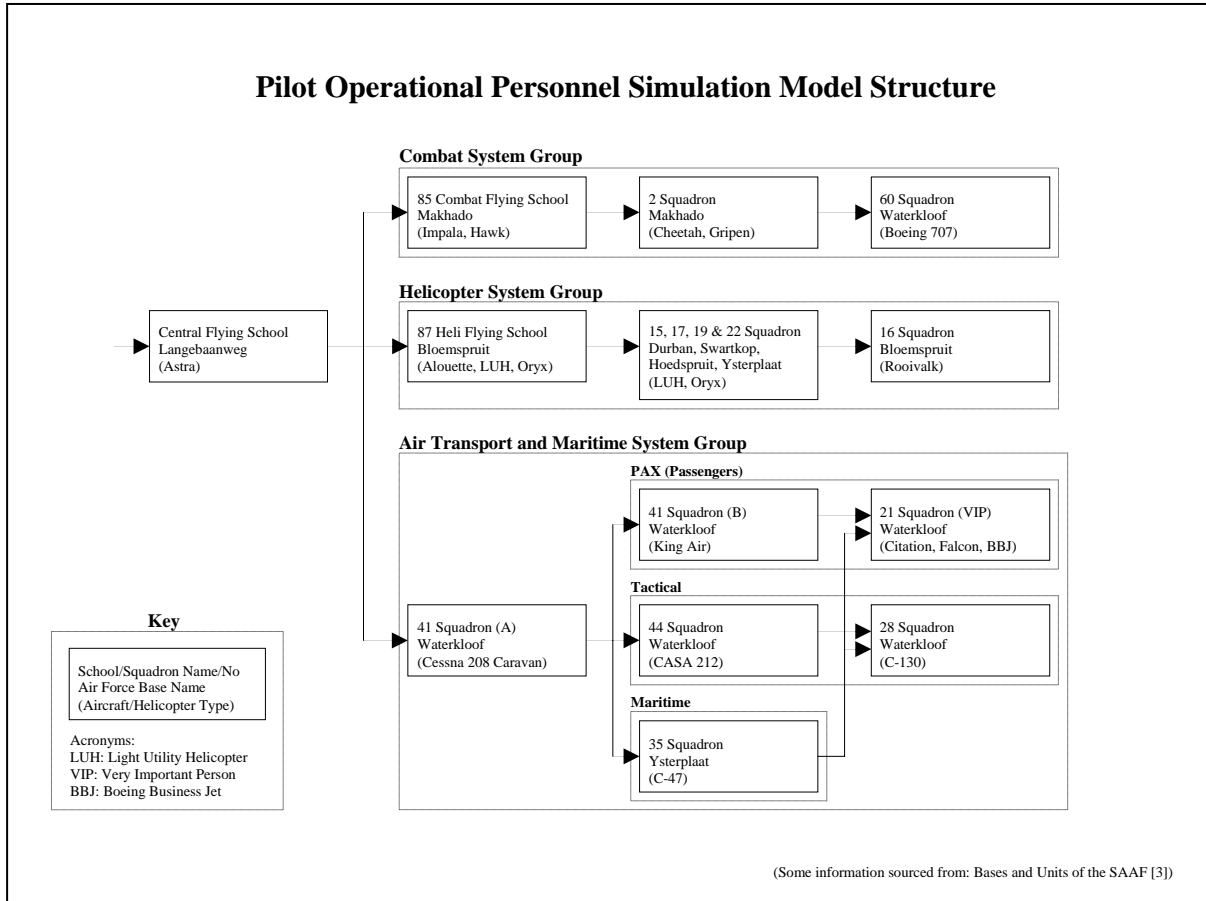 Pilot Operational Personnel Simulation Model Structure
Combat System Group
85 Combat Flying School
Makhado
(Impala, Hawk)
2 Squadron
Makhado
(Cheetah, Gripen)
60 Squadron
Waterkloof
(Boeing 707)
Helicopter System Group
Central Flying School
Langebaanweg
(Astra)
87 Heli Flying School
Bloemspruit
(Alouette, LUH, Oryx)
15, 17, 19 & 22 Squadron
Durban, Swartkop,
Hoedspruit, Ysterplaat
(LUH, Oryx)
16 Squadron
Bloemspruit
(Rooivalk)
Air Transport and Maritime System Group
PAX (Passengers)
41 Squadron (B)
Waterkloof
(King Air)
21 Squadron (VIP)
Waterkloof
(Citation, Falcon, BBJ)
Tactical
41 Squadron (A)
Waterkloof
(Cessna 208 Caravan)
44 Squadron
Waterkloof
(CASA 212)
28 Squadron
Waterkloof
(C-130)
Maritime
35 Squadron
Ysterplaat
(C-47)
Key
School/Squadron Name/No
Air Force Base Name
(Aircraft/Helicopter Type)
Acronyms:
LUH: Light Utility Helicopter
VIP: Very Important Person
BBJ: Boeing Business Jet
(Some information sourced from: Bases and Units of the SAAF [3])